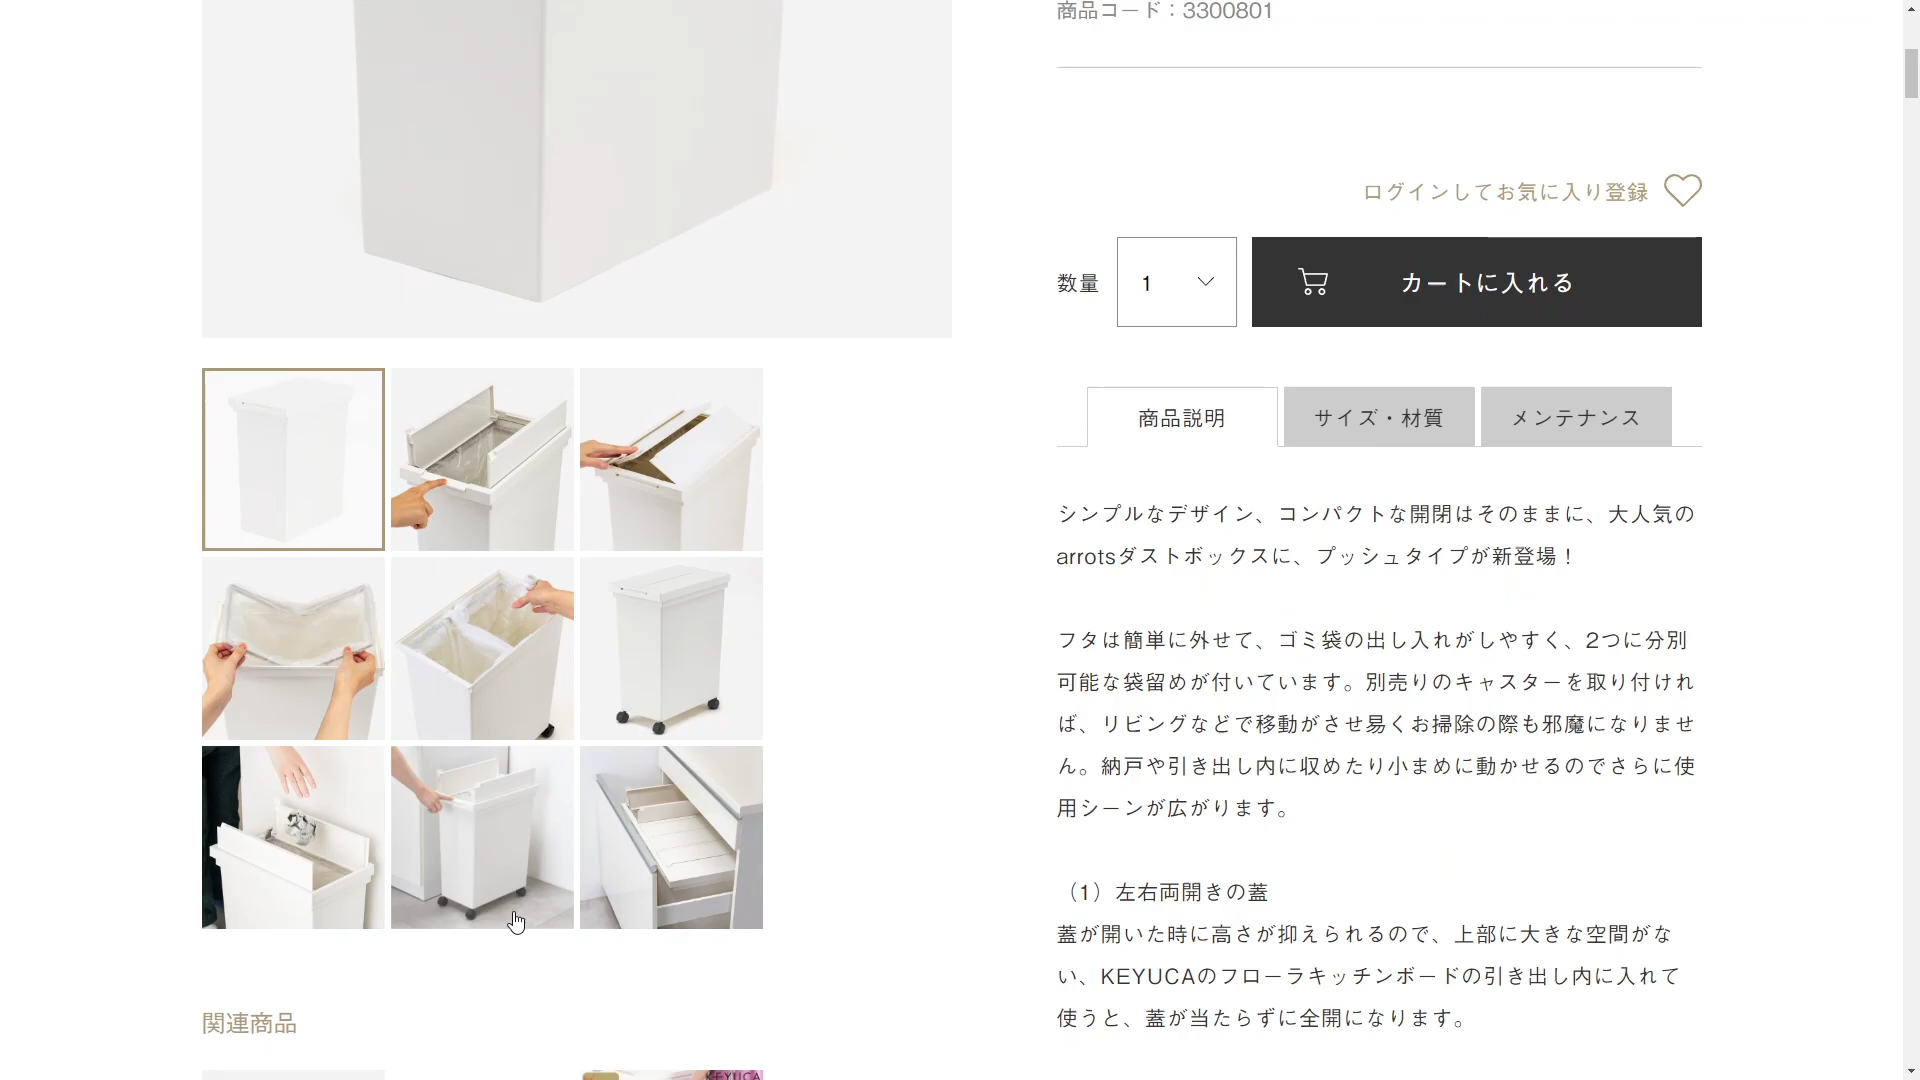 商品コード：3300801
ログインしてお気に入り登録
数量
1
カートに入れる
商品説明
サイズ・材質
メンテナンス
シンプルなデザイン、コンパクトな開閉はそのままに、大人気の
arrotsダストボックスに、プッシュタイプが新登場！
フタは簡単に外せて、ゴミ袋の出し入れがしやすく、2つに分別
可能な袋留めが付いています。別売りのキャスターを取り付けれ
ば、リビングなどで移動がさせ易くお掃除の際も邪魔になりませ
ん。納戸や引き出し内に収めたり小まめに動かせるのでさらに使
用シーンが広がります。
（1）左右両開きの蓋
蓋が開いた時に高さが抑えられるので、上部に大きな空間がな
い、KEYUCAのフローラキッチンボードの引き出し内に入れて
使うと、蓋が当たらずに全開になります。
関連商品
KEYUCA